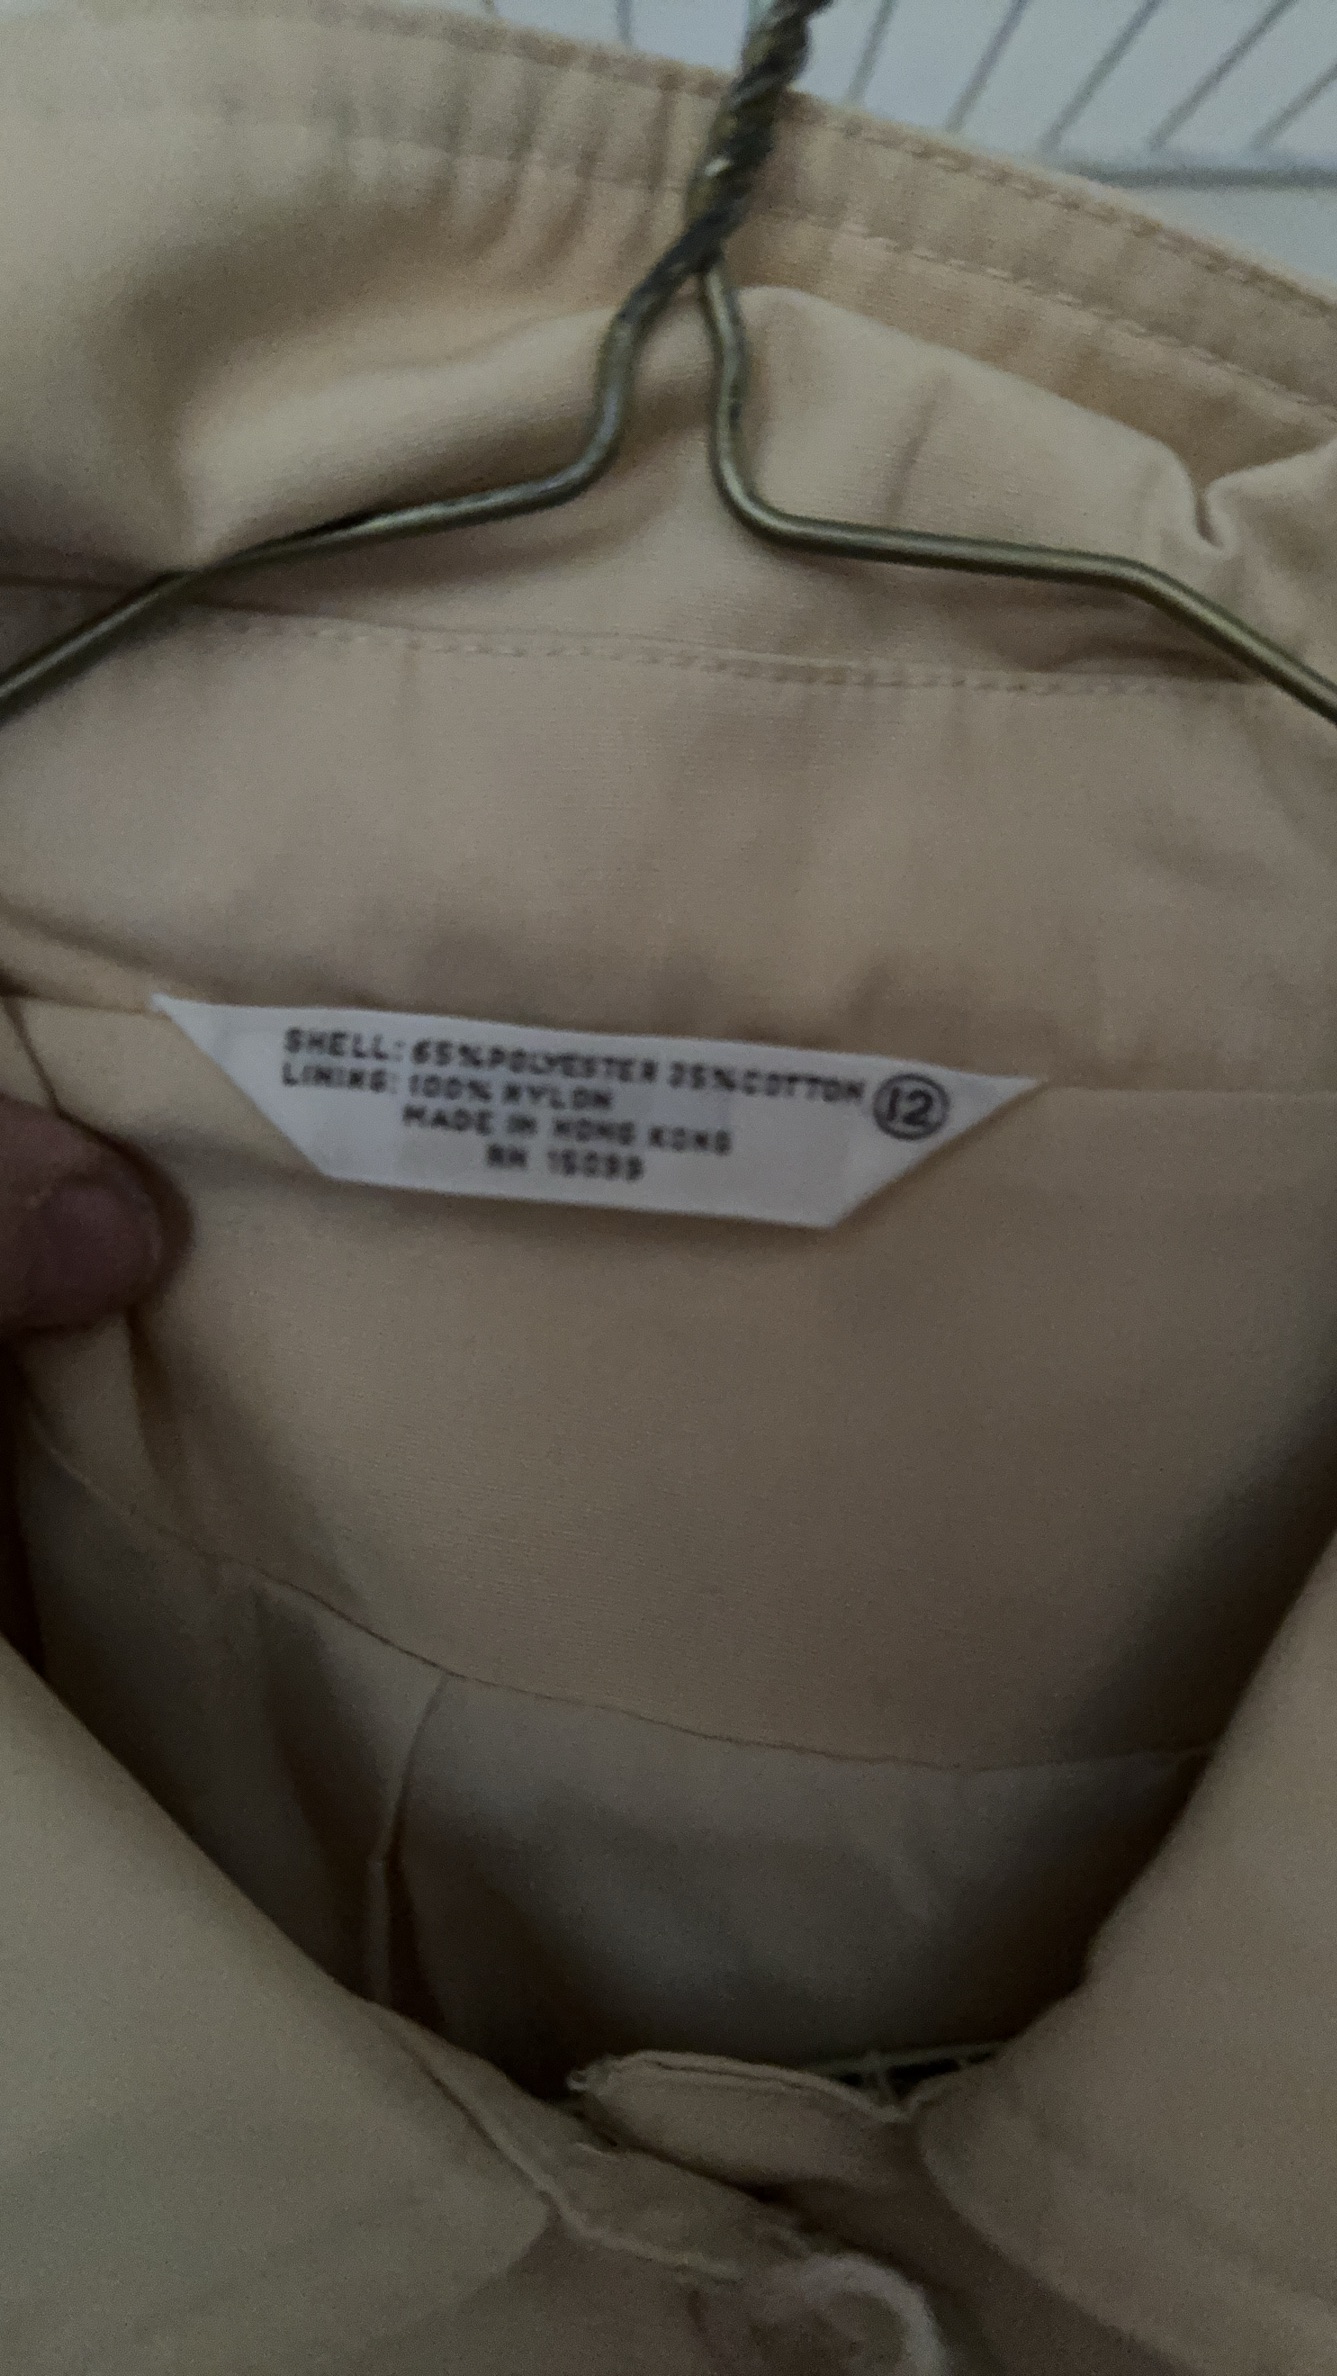 SHELL: 65%POLYESTER 35%COTTON 12
LINING: 100% NYLON
MADE IN HONG KONG
RN 15099